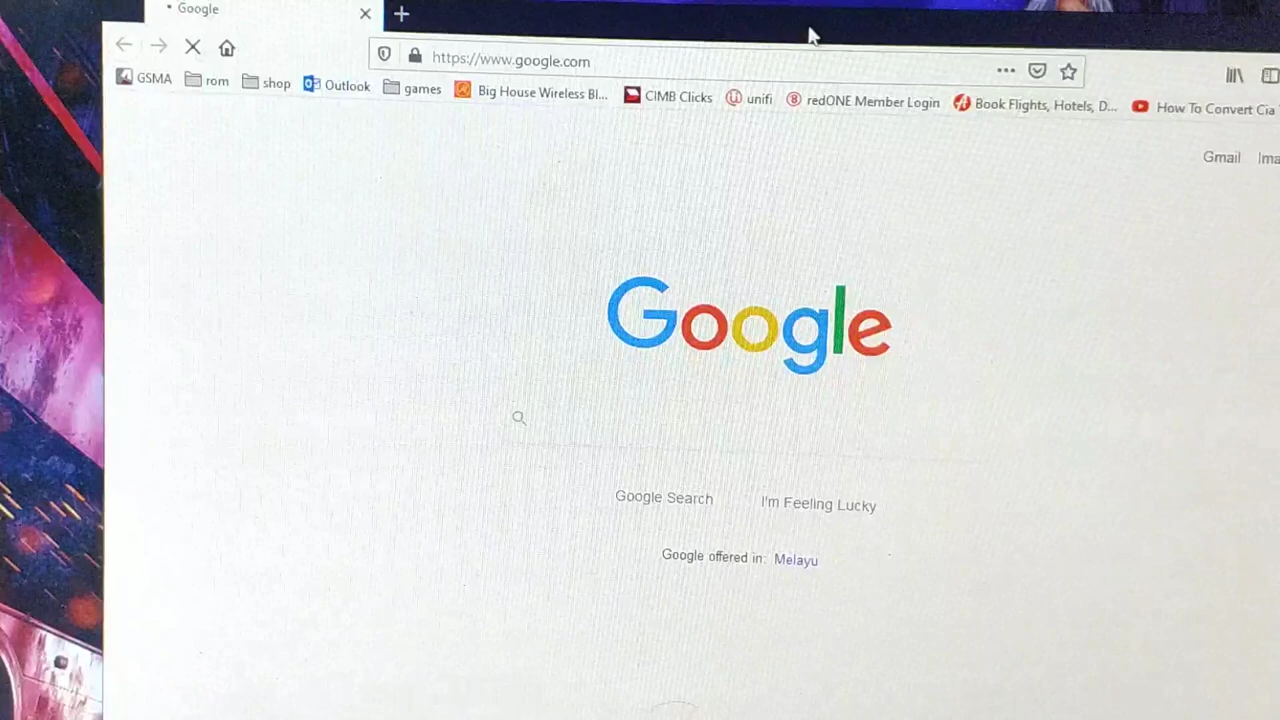 Google
https://www.google.com
GSMA rom shop Outlook games Big House Wireless Bl... CIMB Clicks unifi redONE Member Login Book Flights, Hotels, D... How To Convert Cia
Gmail Ima
Google
Google Search I'm Feeling Lucky
Google offered in: Melayu